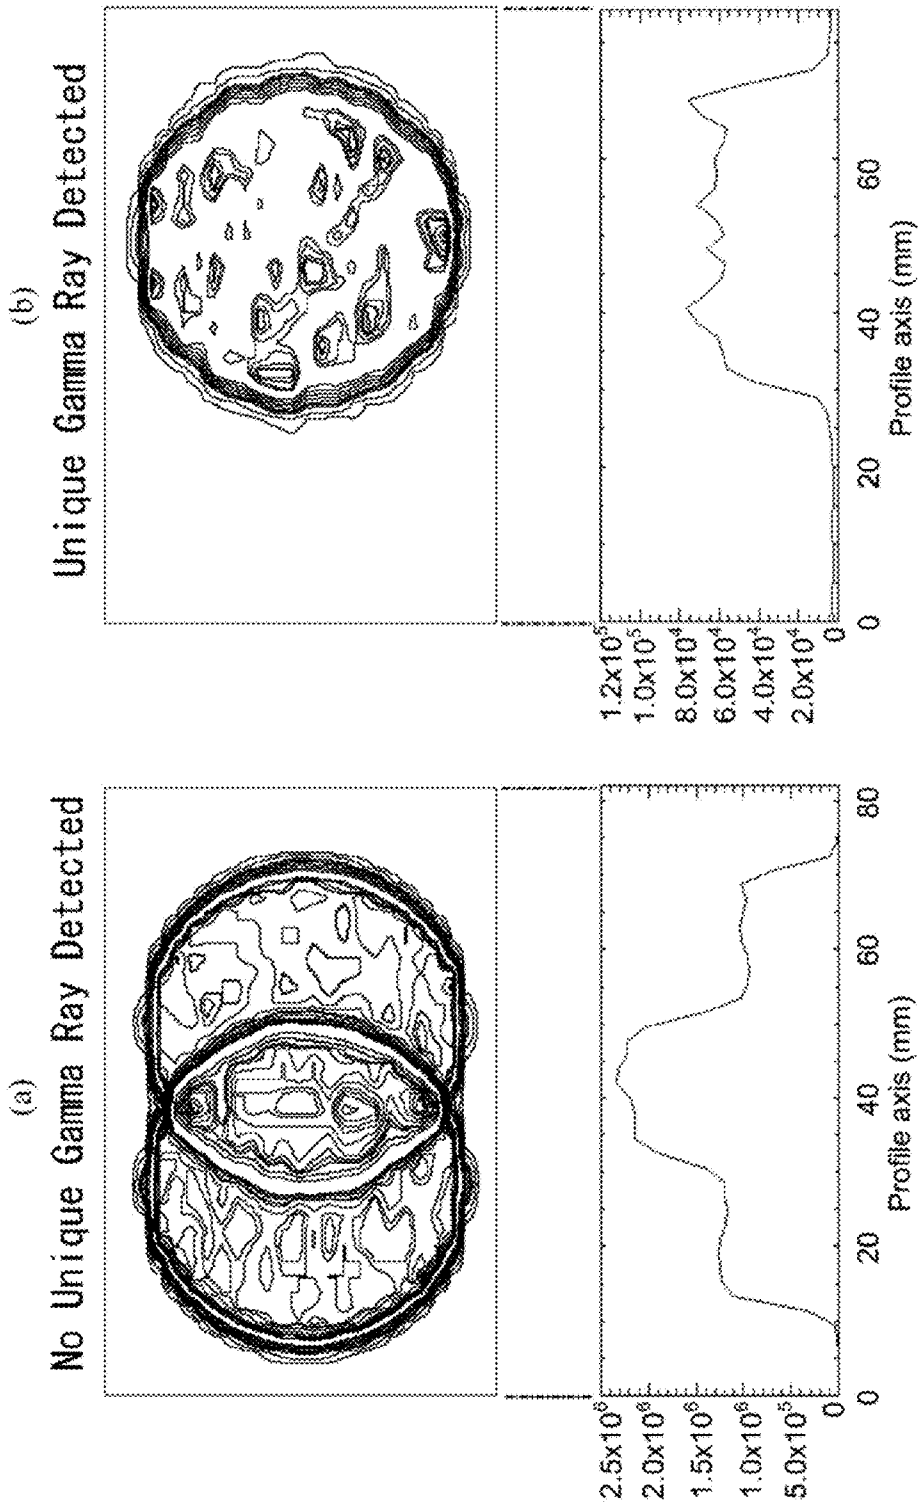 (a)
No Unique Gamma Ray Detected
2.5x10⁶
2.0x10⁶
1.5x10⁶
1.0x10⁶
5.0x10⁵
0
0 20 40 60 80
Profile axis (mm)
(b)
Unique Gamma Ray Detected
1.2x10⁵
1.0x10⁵
8.0x10⁴
6.0x10⁴
4.0x10⁴
2.0x10⁴
0
0 20 40 60
Profile axis (mm)